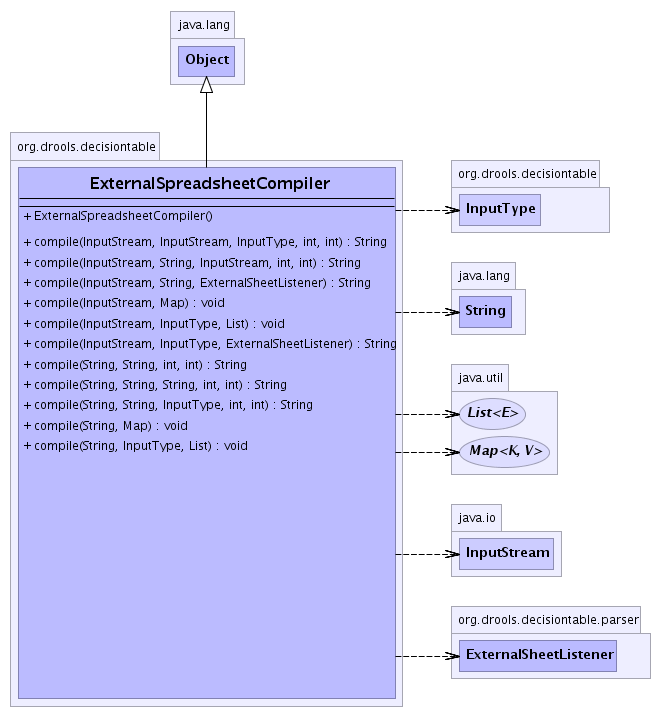 java.lang
Object
org.drools.decisiontable
ExternalSpreadsheetCompiler
+ ExternalSpreadsheetCompiler()
+ compile(InputStream, InputStream, InputType, int, int) : String
+ compile(InputStream, String, InputStream, int, int) : String
+ compile(InputStream, String, ExternalSheetListener) : String
+ compile(InputStream, Map) : void
+ compile(InputStream, InputType, List) : void
+ compile(InputStream, InputType, ExternalSheetListener) : String
+ compile(String, String, int, int) : String
+ compile(String, String, String, int, int) : String
+ compile(String, String, InputType, int, int) : String
+ compile(String, Map) : void
+ compile(String, InputType, List) : void
org.drools.decisiontable
InputType
java.lang
String
java.util
List<E>
Map<K, V>
java.io
InputStream
org.drools.decisiontable.parser
ExternalSheetListener